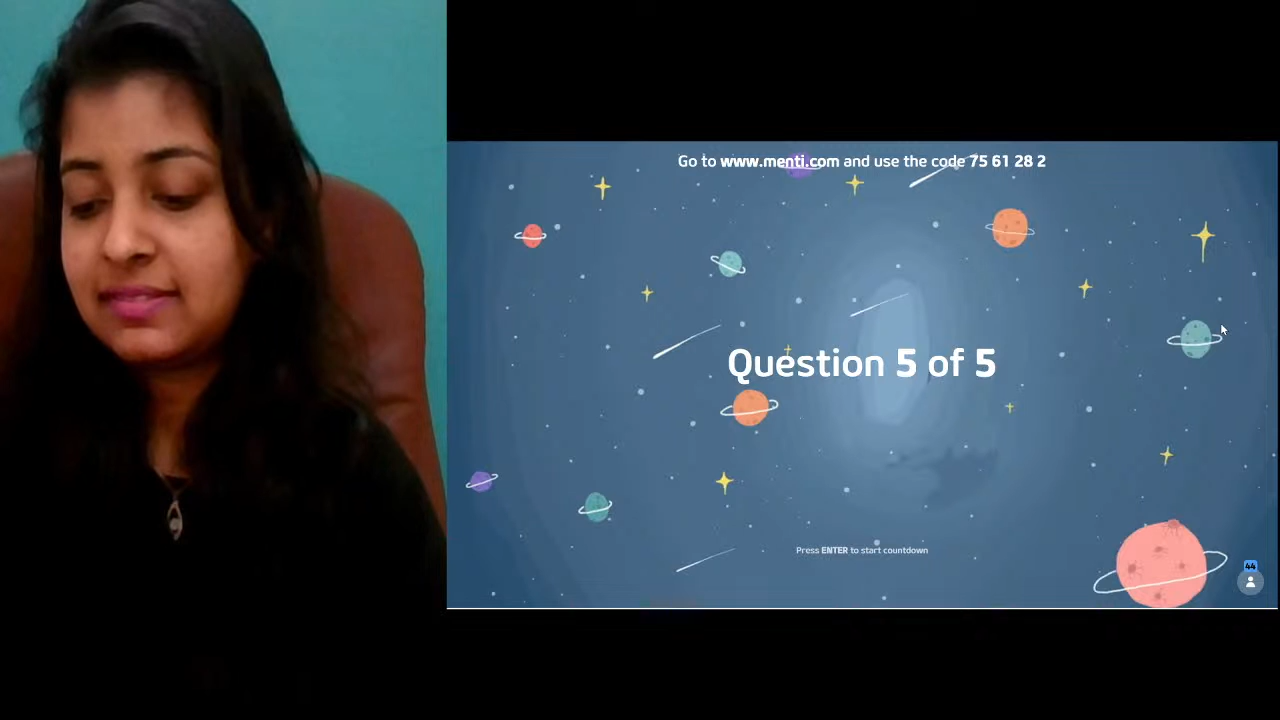 Go to www.menti.com and use the code 75 61 28 2
Question 5 of 5
Press ENTER to start countdown
44